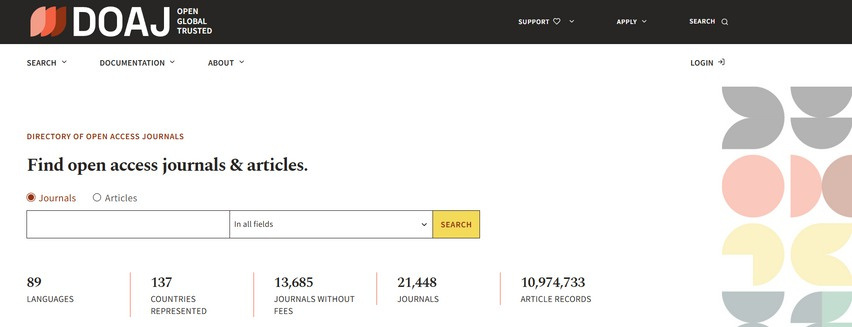 DOAJ
OPEN
GLOBAL
TRUSTED
SUPPORT
APPLY
SEARCH
SEARCH
DOCUMENTATION
ABOUT
LOGIN
DIRECTORY OF OPEN ACCESS JOURNALS
Find open access journals & articles.
Journals
Articles
In all fields
SEARCH
89
LANGUAGES
137
COUNTRIES
REPRESENTED
13,685
JOURNALS WITHOUT
FEES
21,448
JOURNALS
10,974,733
ARTICLE RECORDS